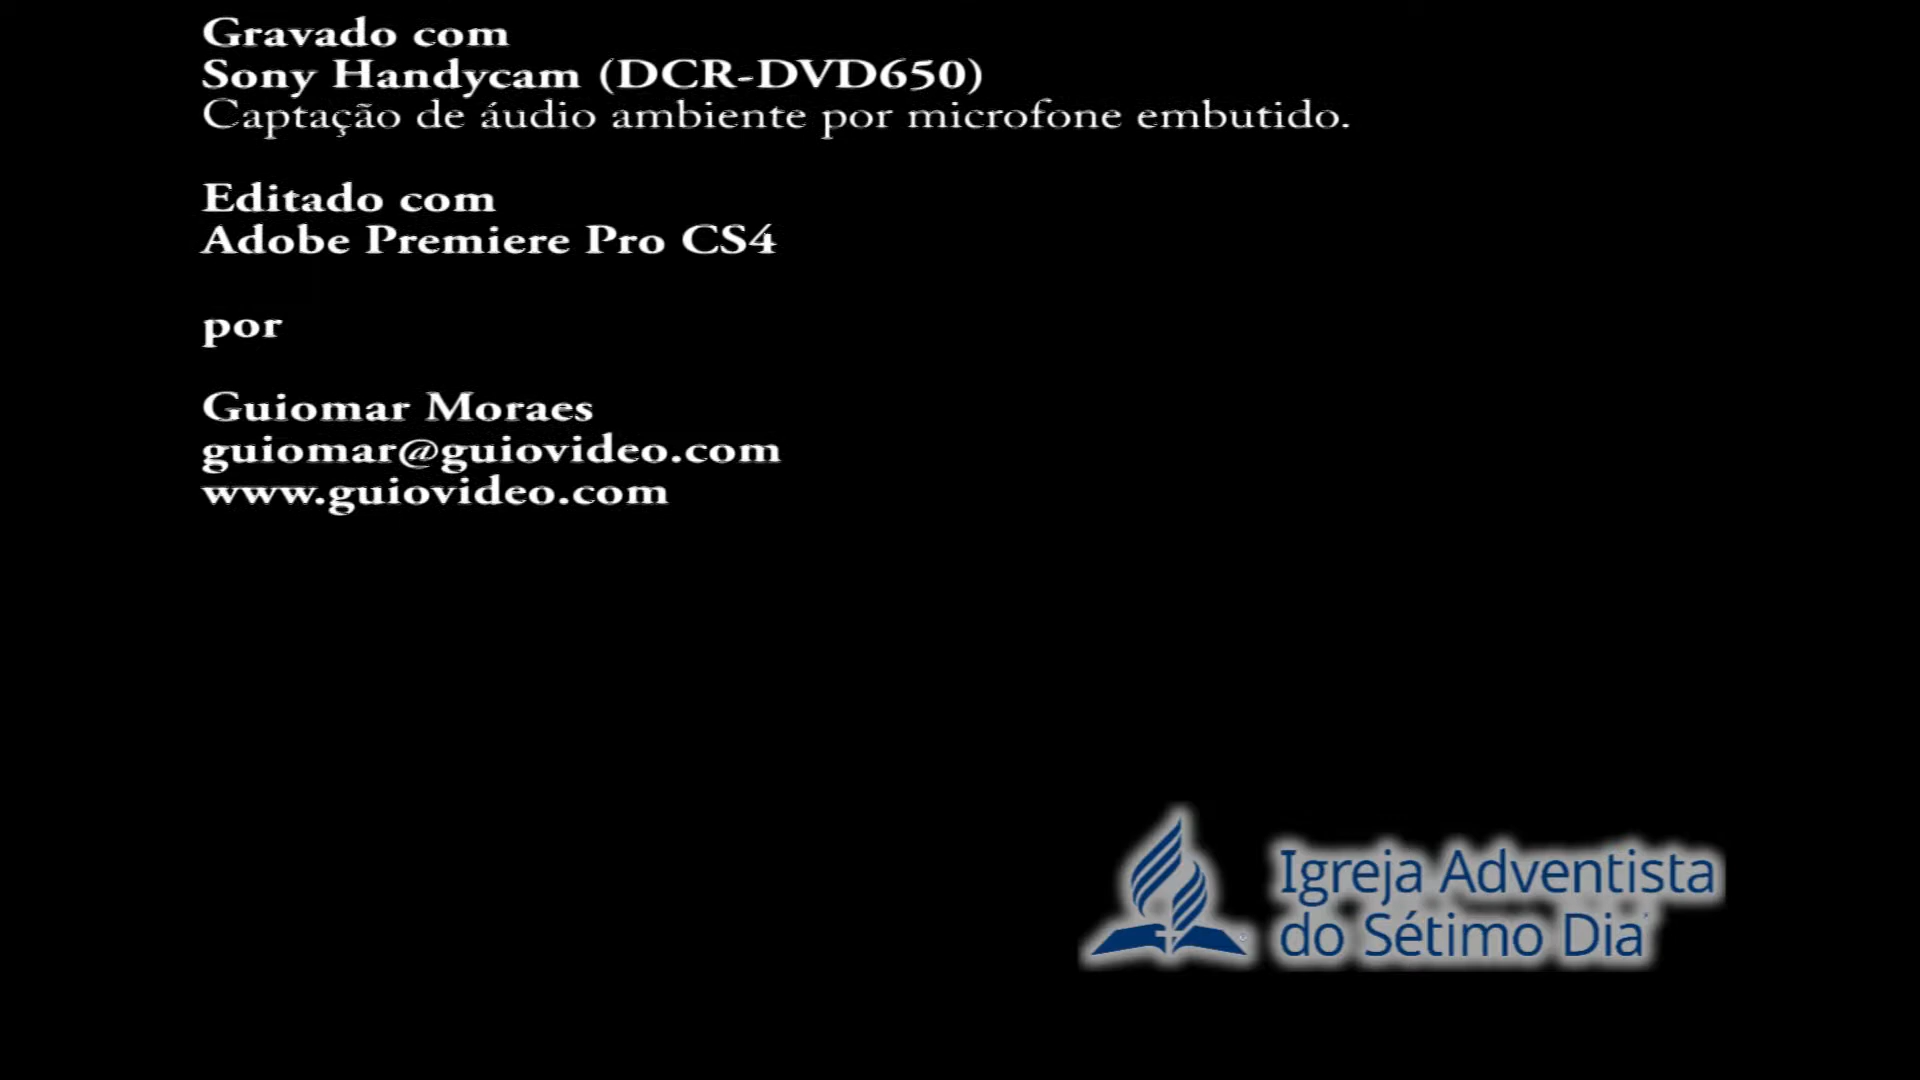 Gravado com
Sony Handycam (DCR-DVD650)
Captação de áudio ambiente por microfone embutido.
Editado com
Adobe Premiere Pro CS4
por
Guiomar Moraes
guiomar@guiovideo.com
www.guiovideo.com
Igreja Adventista
do Sétimo Dia